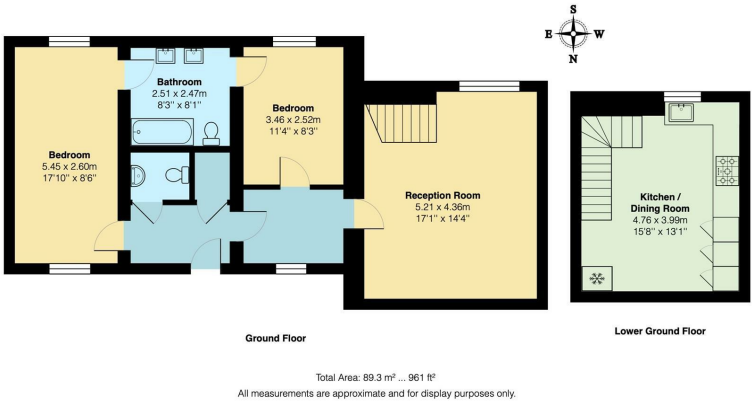 S
E W
N
Bathroom
2.51 x 2.47m
8'3" x 8'1"
Bedroom
3.46 x 2.52m
11'4" x 8'3"
Bedroom
5.45 x 2.60m
17'10" x 8'6"
Reception Room
5.21 x 4.36m
17'1" x 14'4"
Kitchen /
Dining Room
4.76 x 3.99m
15'8" x 13'1"
Ground Floor
Lower Ground Floor
Total Area: 89.3 m² ... 961 ft²
All measurements are approximate and for display purposes only.